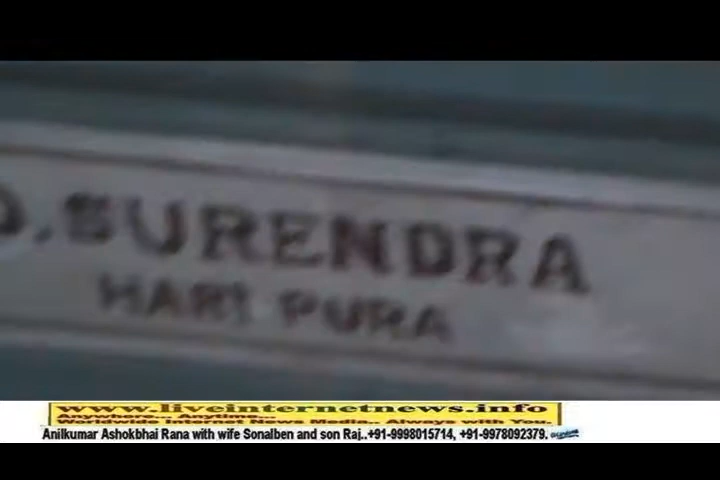 .SURENDRA
HARI PURA
www.liveinternetnews.info
Anywhere... Anytime...
Worldwide Internet News Media.. Always with You.
Anilkumar Ashokbhai Rana with wife Sonalben and son Raj..+91-9998015714, +91-9978092379.